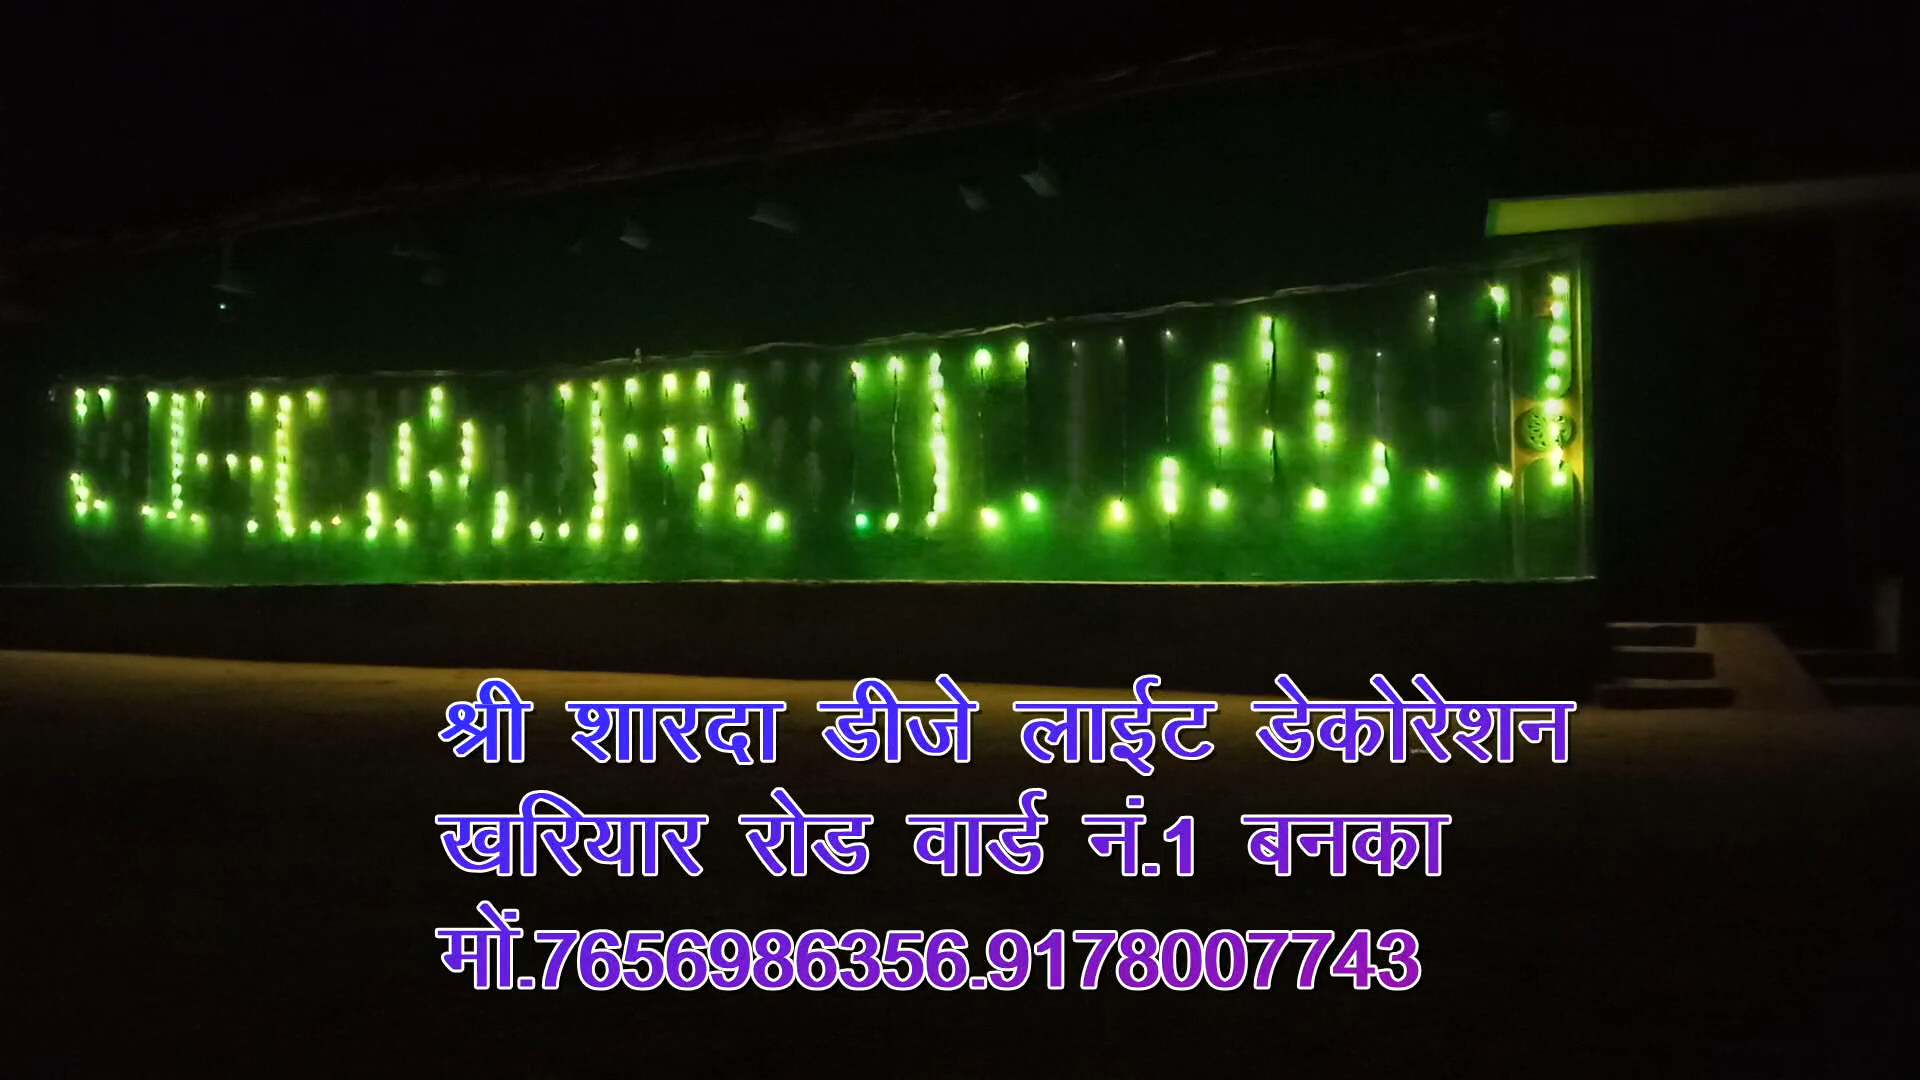 श्री शारदा डीजे लाईट डेकोरेशन
खरियार रोड वार्ड नं.1 बनका
मों.7656986356.9178007743